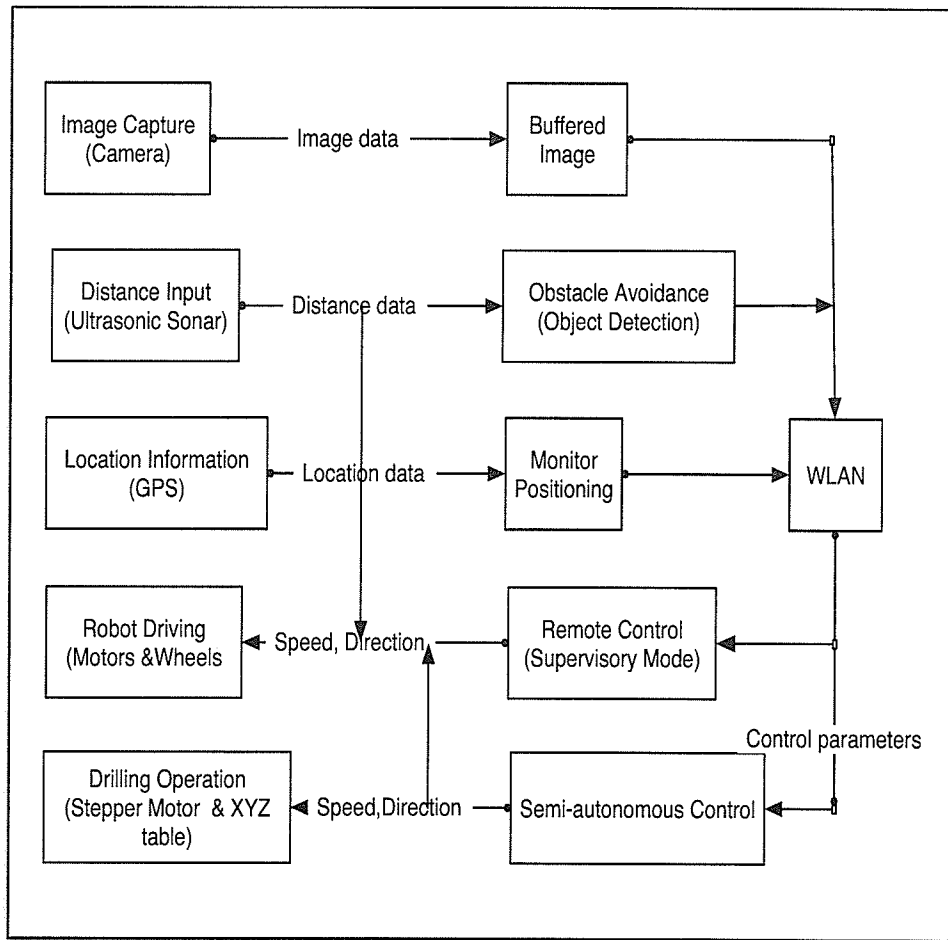 Image Capture
(Camera)
Image data
Buffered
Image
Distance Input
(Ultrasonic Sonar)
Distance data
Obstacle Avoidance
(Object Detection)
Location Information
(GPS)
Location data
Monitor
Positioning
WLAN
Robot Driving
(Motors &Wheels
Speed, Direction
Remote Control
(Supervisory Mode)
Control parameters
Drilling Operation
(Stepper Motor & XYZ
table)
Speed,Direction
Semi-autonomous Control